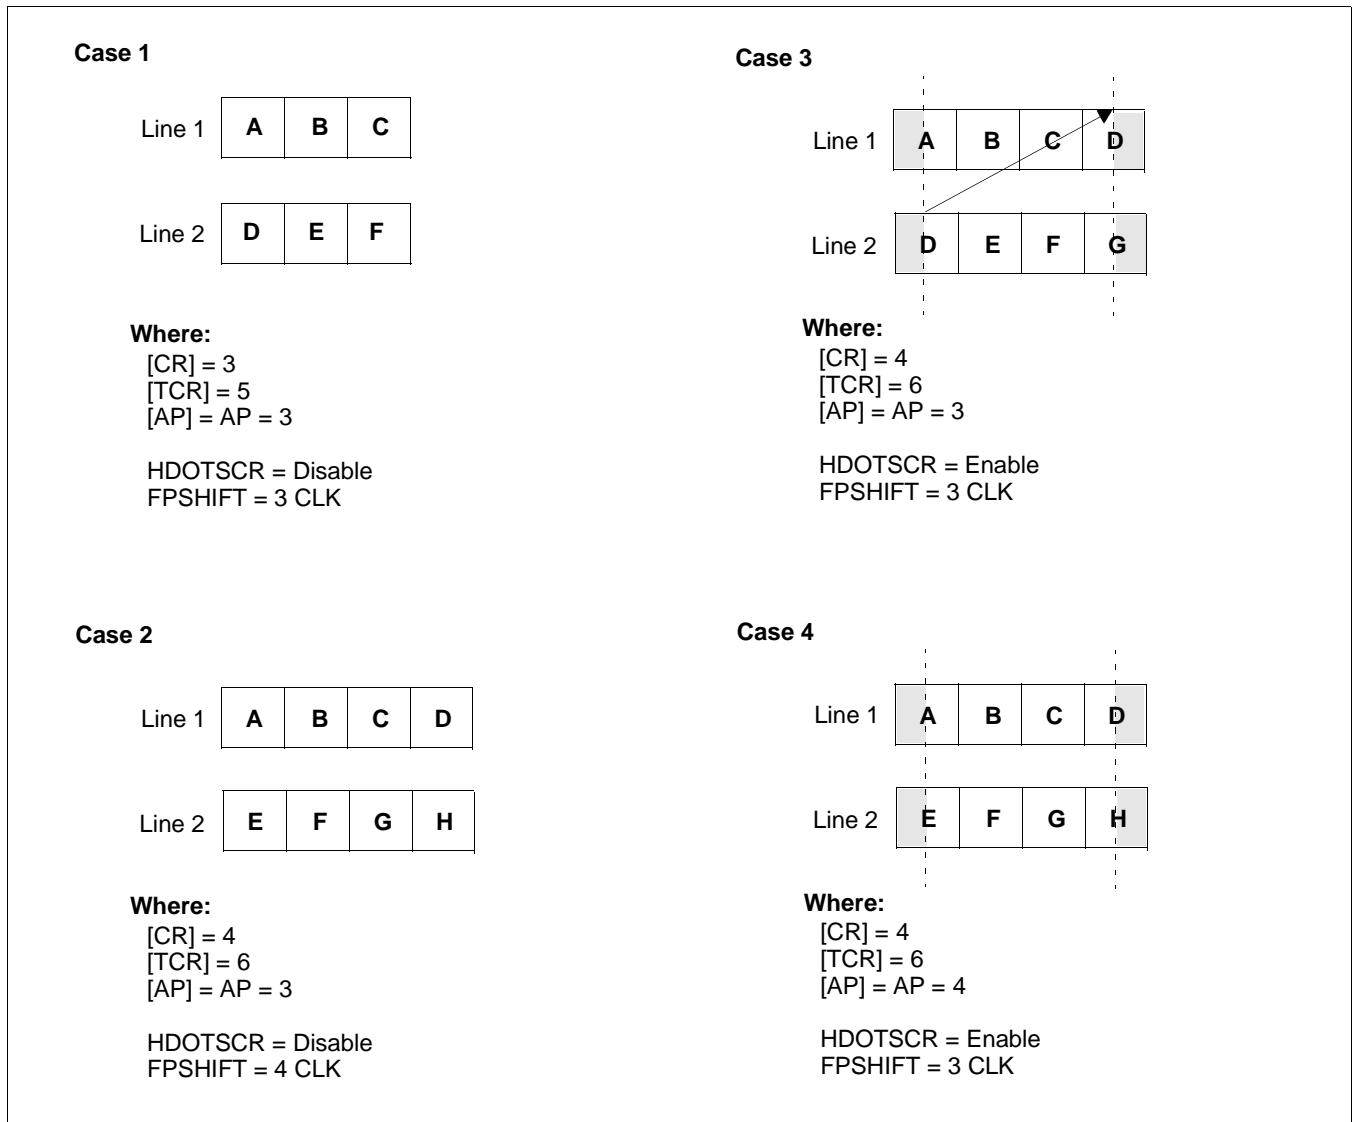 Case 1
Line 1 A B C
Line 2 D E F
Where:
[CR] = 3
[TCR] = 5
[AP] = AP = 3
HDOTSCR = Disable
FPSHIFT = 3 CLK
Case 3
Line 1 A B C D
Line 2 D E F G
Where:
[CR] = 4
[TCR] = 6
[AP] = AP = 3
HDOTSCR = Enable
FPSHIFT = 3 CLK
Case 2
Line 1 A B C D
Line 2 E F G H
Where:
[CR] = 4
[TCR] = 6
[AP] = AP = 3
HDOTSCR = Disable
FPSHIFT = 4 CLK
Case 4
Line 1 A B C D
Line 2 E F G H
Where:
[CR] = 4
[TCR] = 6
[AP] = AP = 4
HDOTSCR = Enable
FPSHIFT = 3 CLK